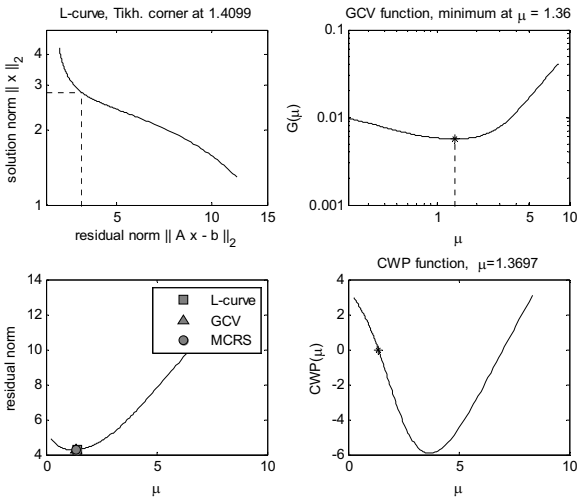 L-curve, Tikh. corner at 1.4099
solution norm || x ||2
4
3
2
1
5
10
15
residual norm || A x - b ||2
GCV function, minimum at μ = 1.36
G(μ)
0.1
0.01
0.001
1
10
μ
residual norm
14
12
10
8
6
4
0
5
10
μ
L-curve
GCV
MCRS
CWP function, μ=1.3697
CWP(μ)
4
2
0
-2
-4
-6
0
5
10
μ